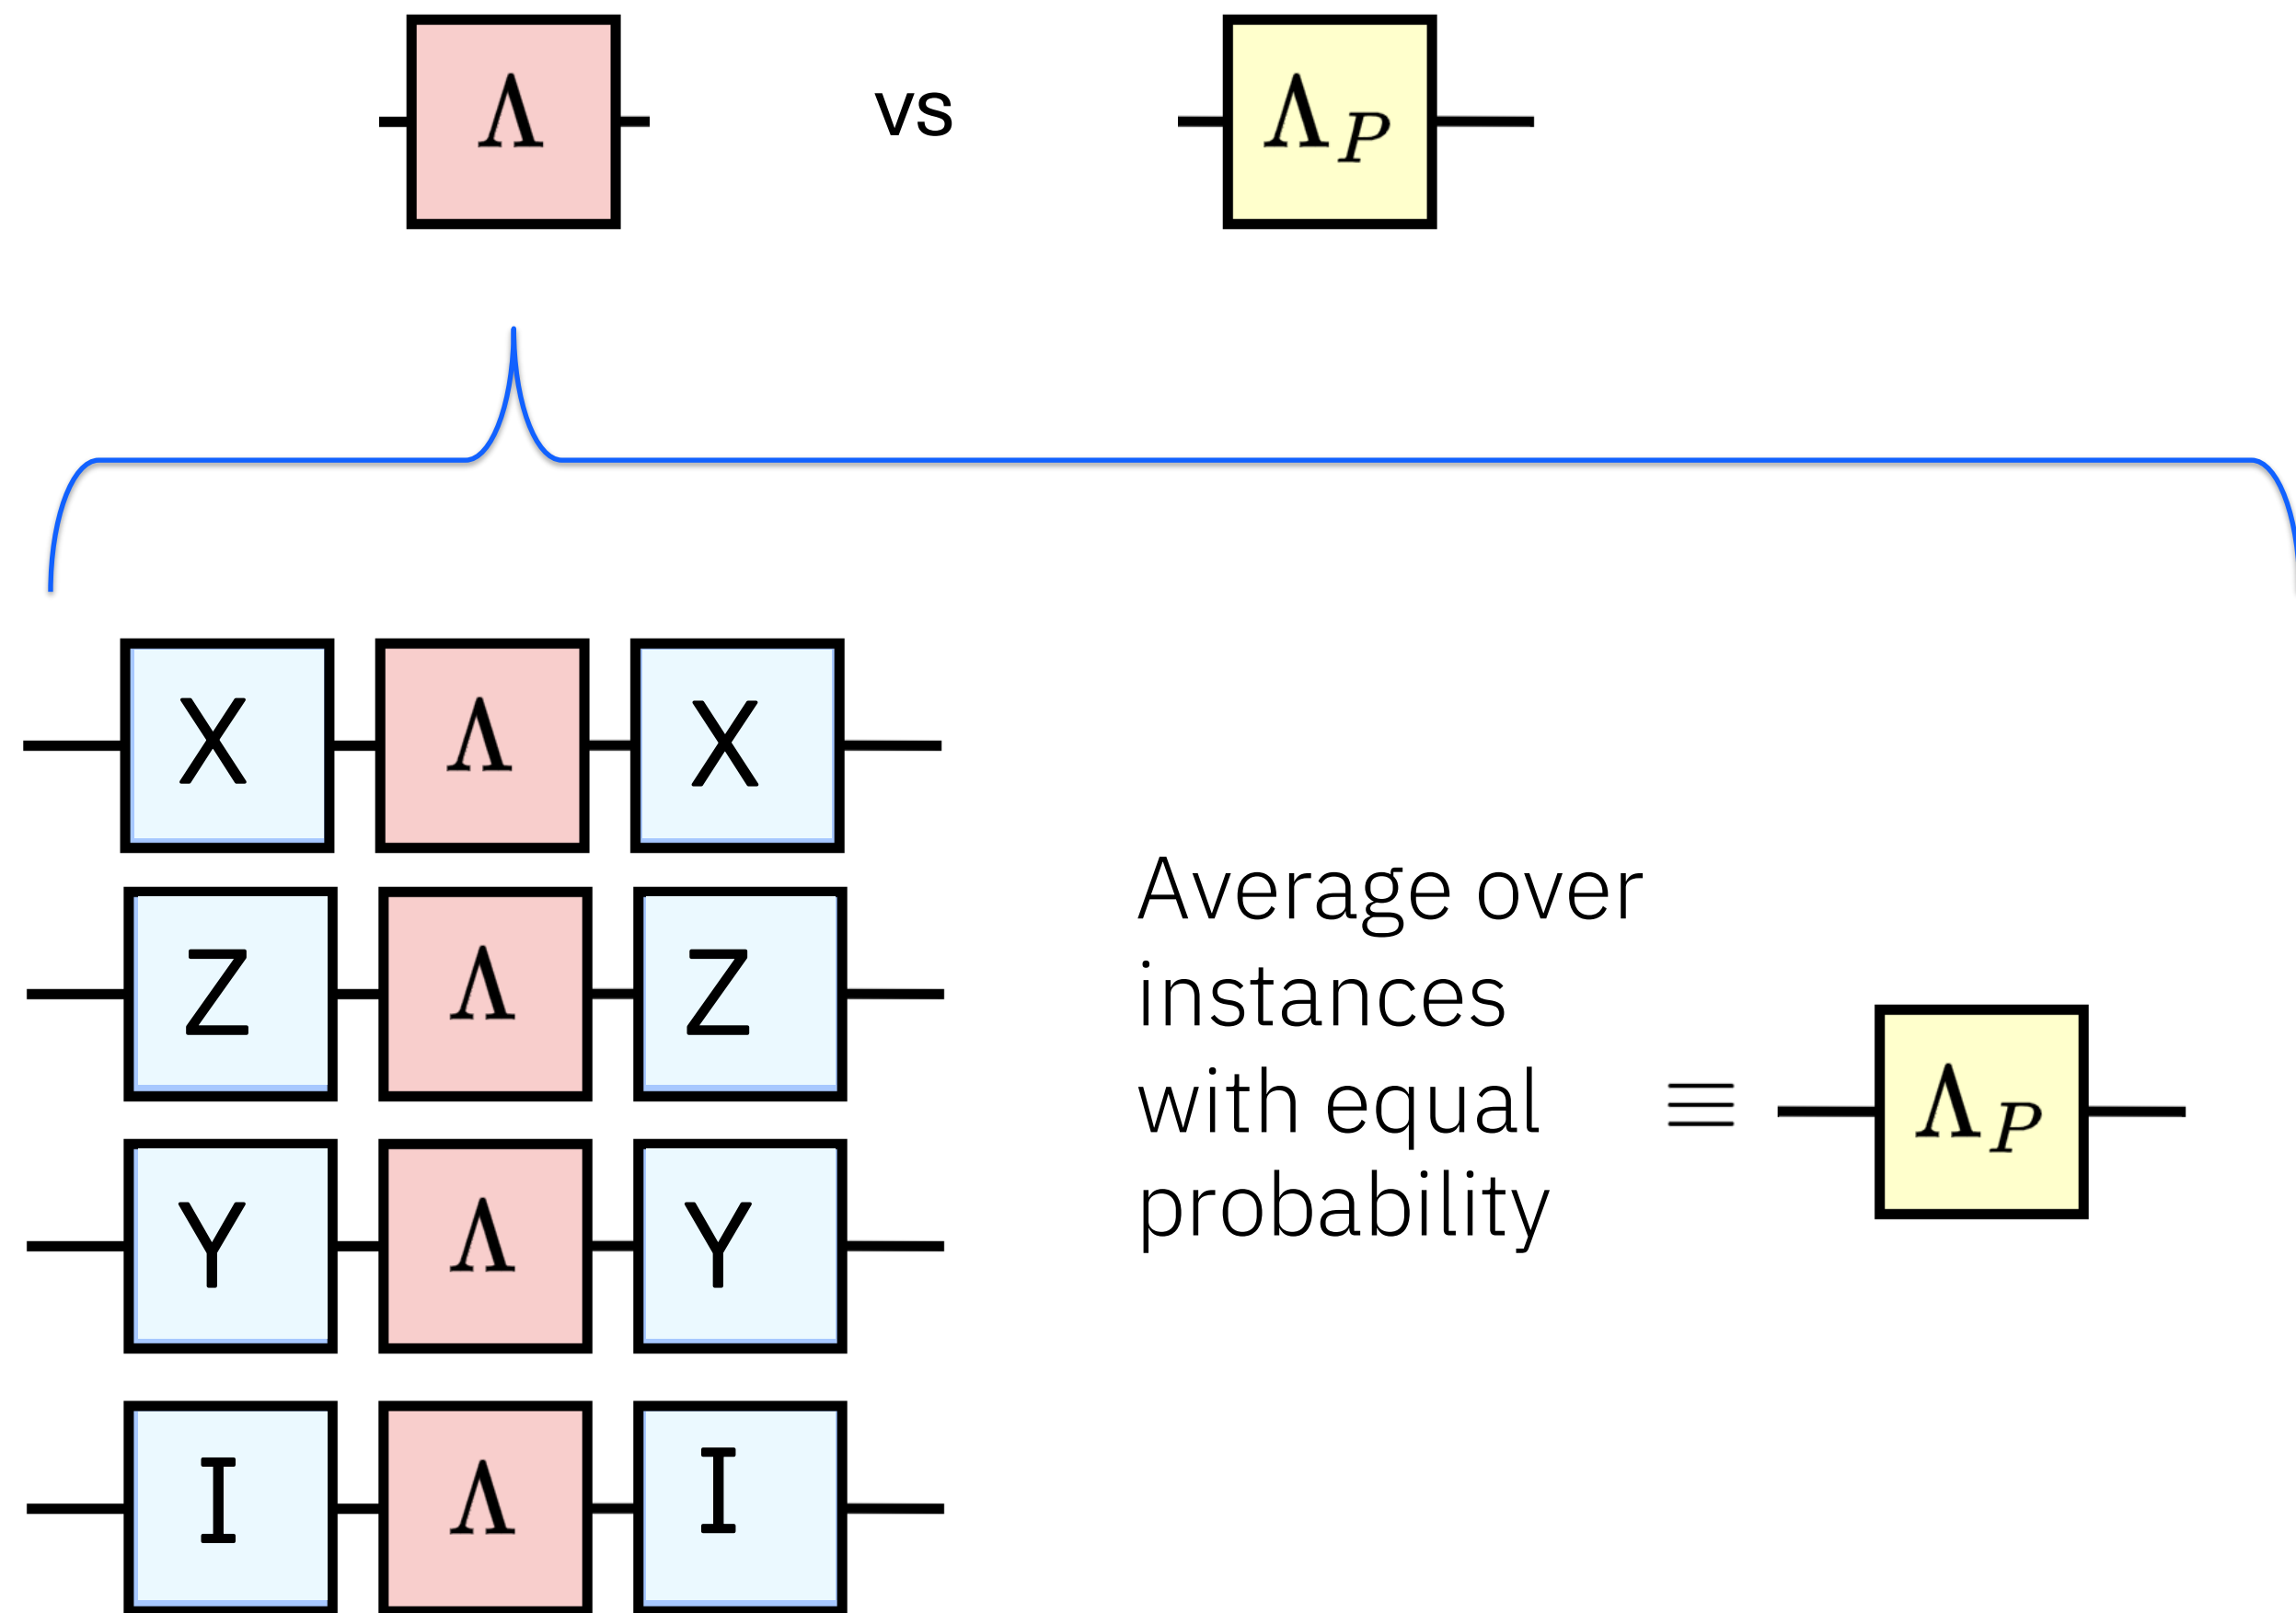 Λ vs Λ_P
X Λ X
Z Λ Z
Y Λ Y
I Λ I
Average over
instances
with equal
probability
≡ Λ_P